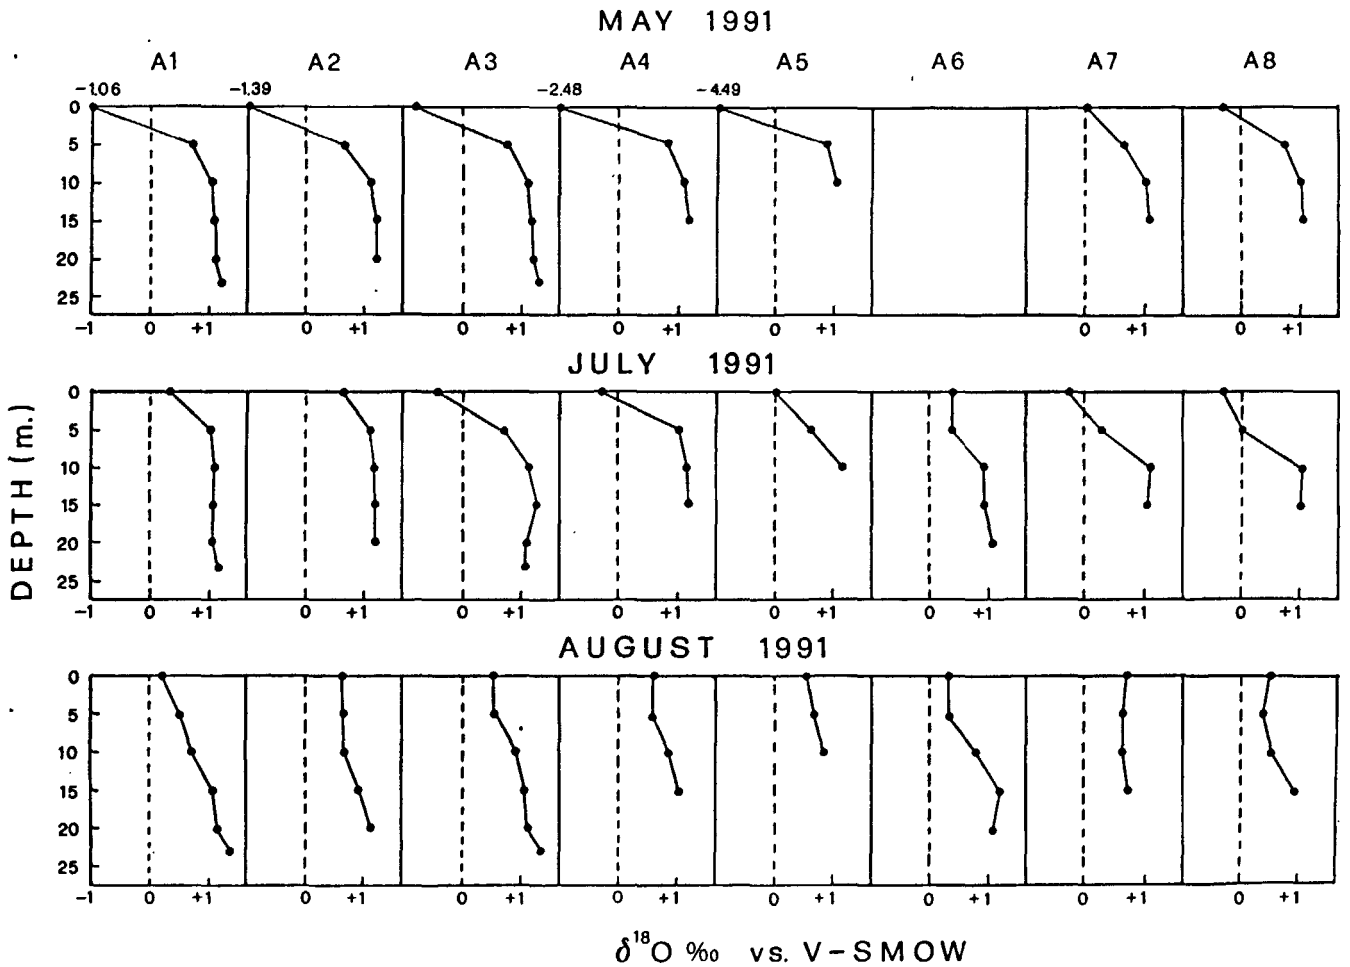 MAY 1991
A1 A2 A3 A4 A5 A6 A7 A8
-1.06 -1.39 -2.48 -4.49
0
5
10
15
20
25
-1 0 +1 0 +1 0 +1 0 +1 0 +1 0 +1 0 +1
JULY 1991
0
5
10
15
20
25
-1 0 +1 0 +1 0 +1 0 +1 0 +1 0 +1 0 +1 0 +1
AUGUST 1991
0
5
10
15
20
25
-1 0 +1 0 +1 0 +1 0 +1 0 +1 0 +1 0 +1 0 +1
DEPTH (m.)
δ¹⁸O ‰ vs. V-SMOW